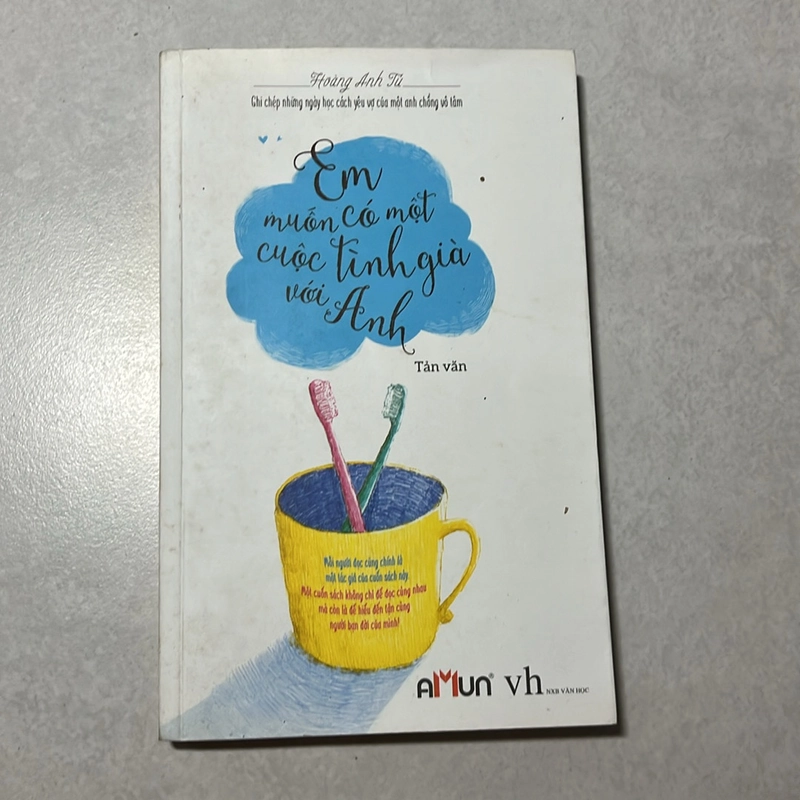 Hoàng Anh Tú
Ghi chép những ngày học cách yêu vợ của một anh chồng vô tâm
Em
muốn có một
cuộc tình già
với Anh
Tản văn
Mỗi người đọc cũng chính là
một tác giả của cuốn sách này.
Một cuốn sách không chỉ để đọc cùng nhau
mà còn là để hiểu đến tận cùng
người bạn đời của mình!
AMUN® vh NXB VĂN HỌC